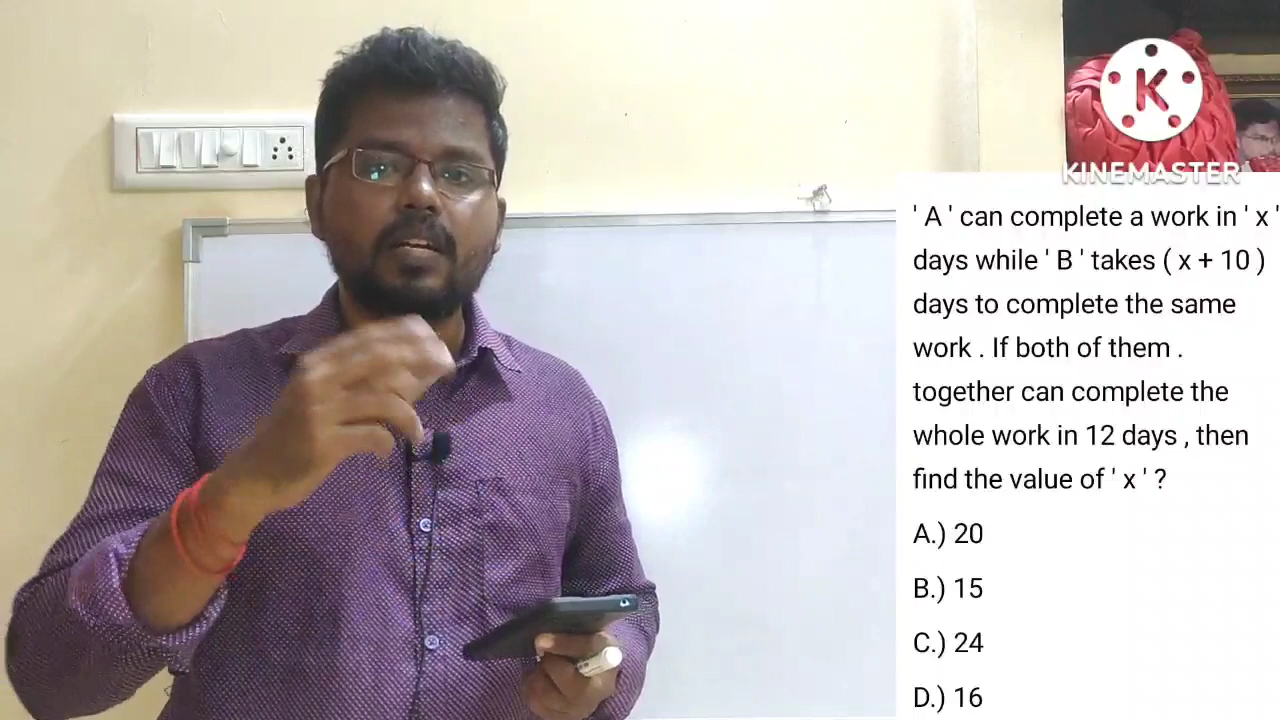 K
KINEMASTER
' A ' can complete a work in ' x '
days while ' B ' takes ( x + 10 )
days to complete the same
work . If both of them .
together can complete the
whole work in 12 days , then
find the value of ' x ' ?
A.) 20
B.) 15
C.) 24
D.) 16